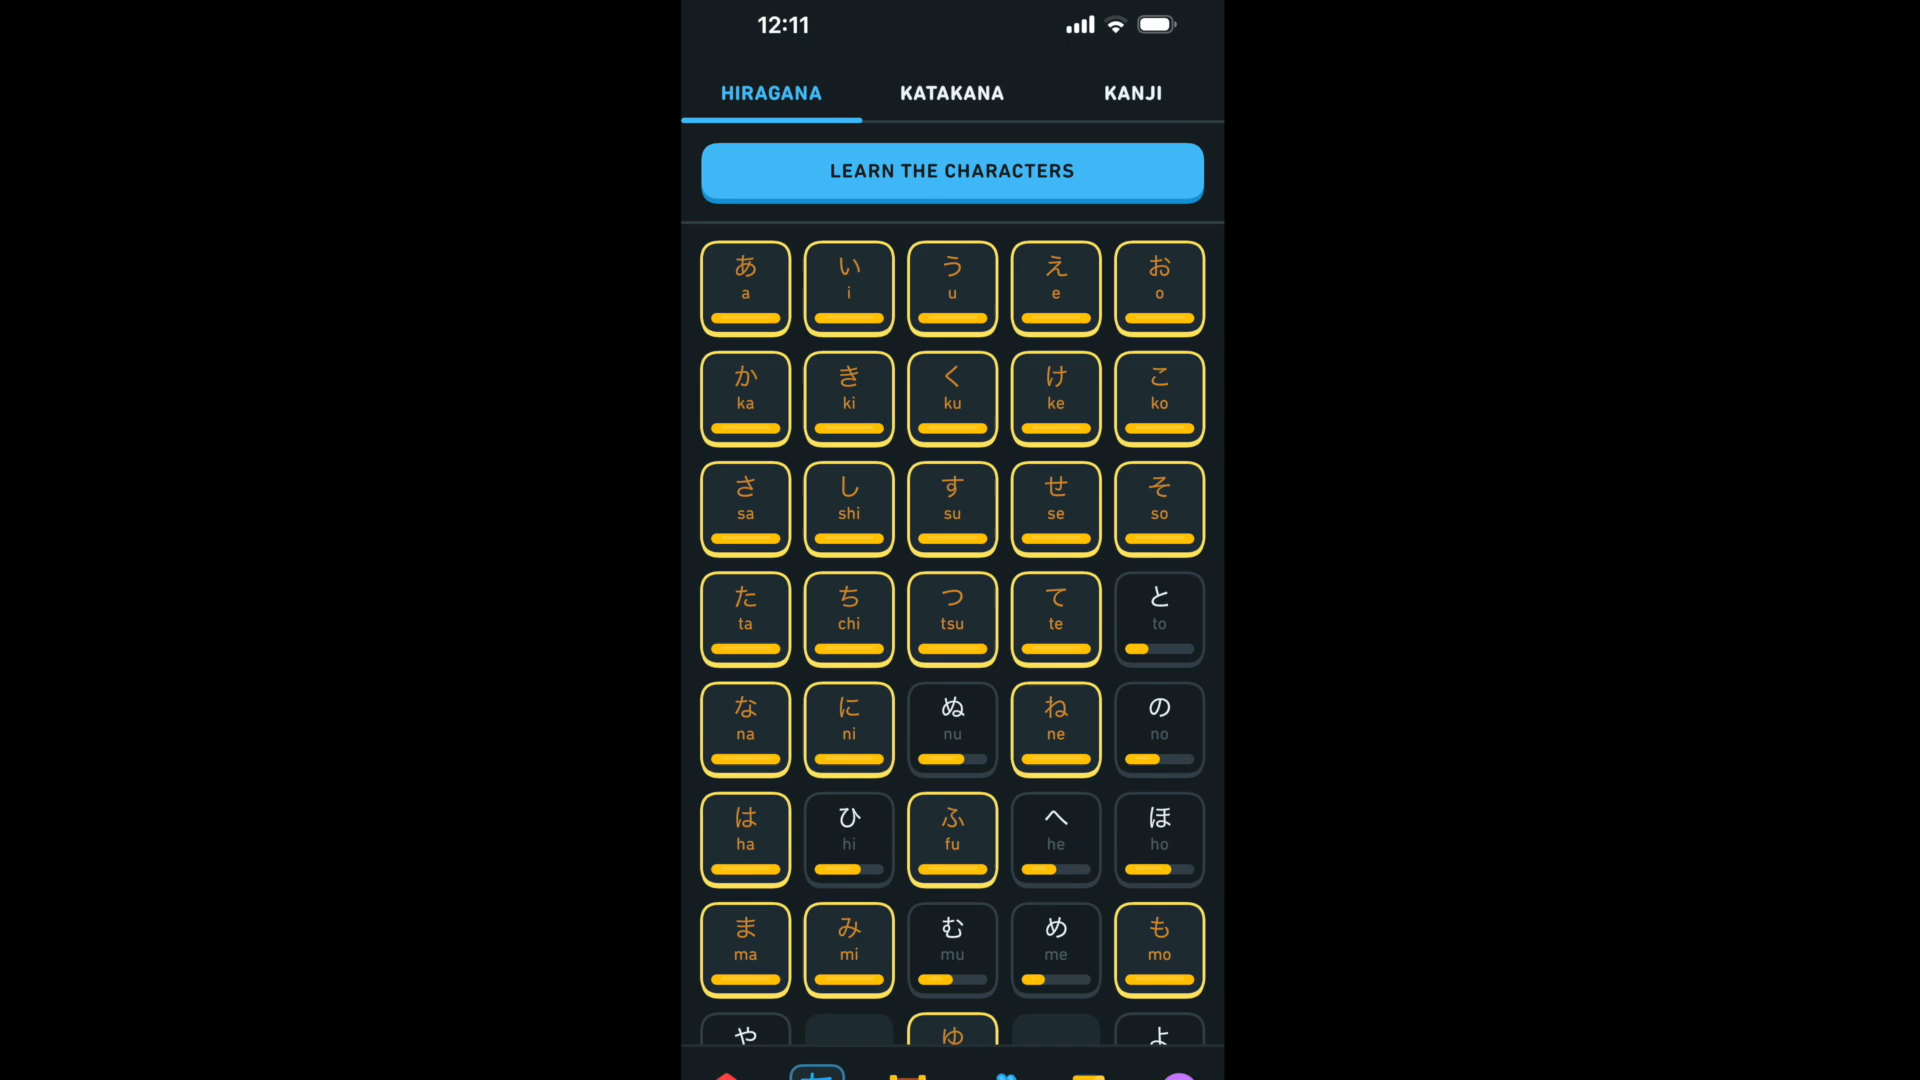 12:11
HIRAGANA KATAKANA KANJI
LEARN THE CHARACTERS
あ い う え お
a i u e o
か き く け こ
ka ki ku ke ko
さ し す せ そ
sa shi su se so
た ち つ て と
ta chi tsu te to
な に ぬ ね の
na ni nu ne no
は ひ ふ へ ほ
ha hi fu he ho
ま み む め も
ma mi mu me mo
や ゆ よ